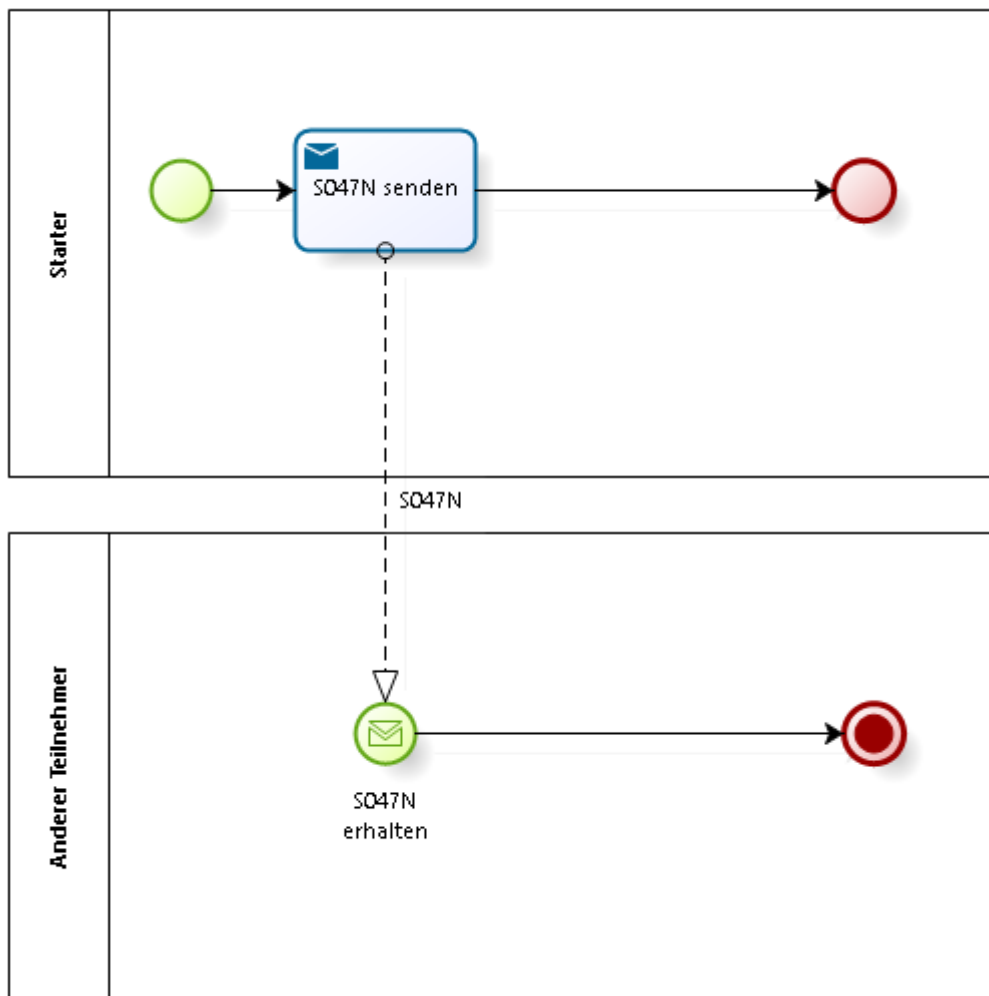 Starter
S047N senden
S047N
Anderer Teilnehmer
S047N
erhalten